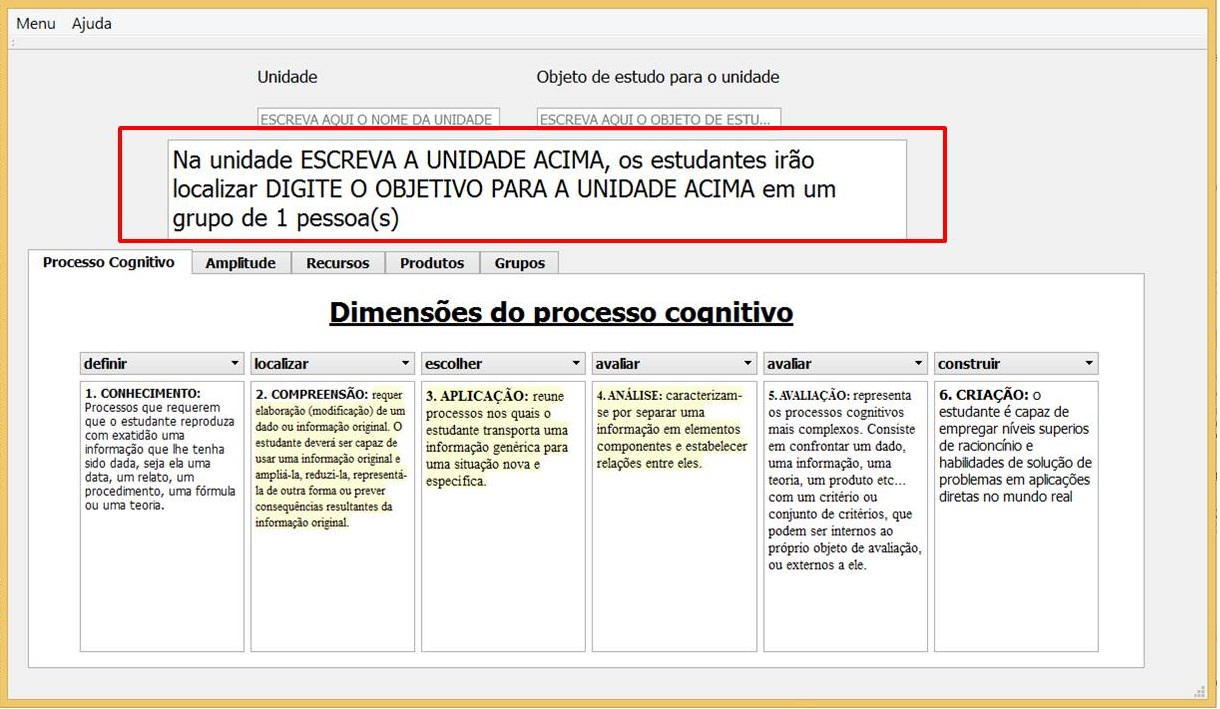 Menu Ajuda
Unidade Objeto de estudo para o unidade
ESCREVA AQUI O NOME DA UNIDADE ESCREVA AQUI O OBJETO DE ESTU...
Na unidade ESCREVA A UNIDADE ACIMA, os estudantes irão
localizar DIGITE O OBJETIVO PARA A UNIDADE ACIMA em um
grupo de 1 pessoa(s)
Processo Cognitivo Amplitude Recursos Produtos Grupos
Dimensões do processo cognitivo
definir localizar escolher avaliar avaliar construir
1. CONHECIMENTO:
Processos que requerem
que o estudante reproduza
com exatidão uma
informação que lhe tenha
sido dada, seja ela uma
data, um relato, um
procedimento, uma fórmula
ou uma teoria.
2. COMPREENSÃO: requer
elaboração (modificação) de um
dado ou informação original. O
estudante deverá ser capaz de
usar uma informação original e
ampliá-la, reduzi-la, representá-
la de outra forma ou prever
consequências resultantes da
informação original.
3. APLICAÇÃO: reune
processos nos quais o
estudante transporta uma
informação genérica para
uma situação nova e
especifica.
4. ANÁLISE: caracterizam-
se por separar uma
informação em elementos
componentes e estabelecer
relações entre eles.
5. AVALIAÇÃO: representa
os processos cognitivos
mais complexos. Consiste
em confrontar um dado,
uma informação, uma
teoria, um produto etc...
com um critério ou
conjunto de critérios, que
podem ser internos ao
próprio objeto de avaliação,
ou externos a ele.
6. CRIAÇÃO: o
estudante é capaz de
empregar níveis superios
de racioncínio e
habilidades de solução de
problemas em aplicações
diretas no mundo real